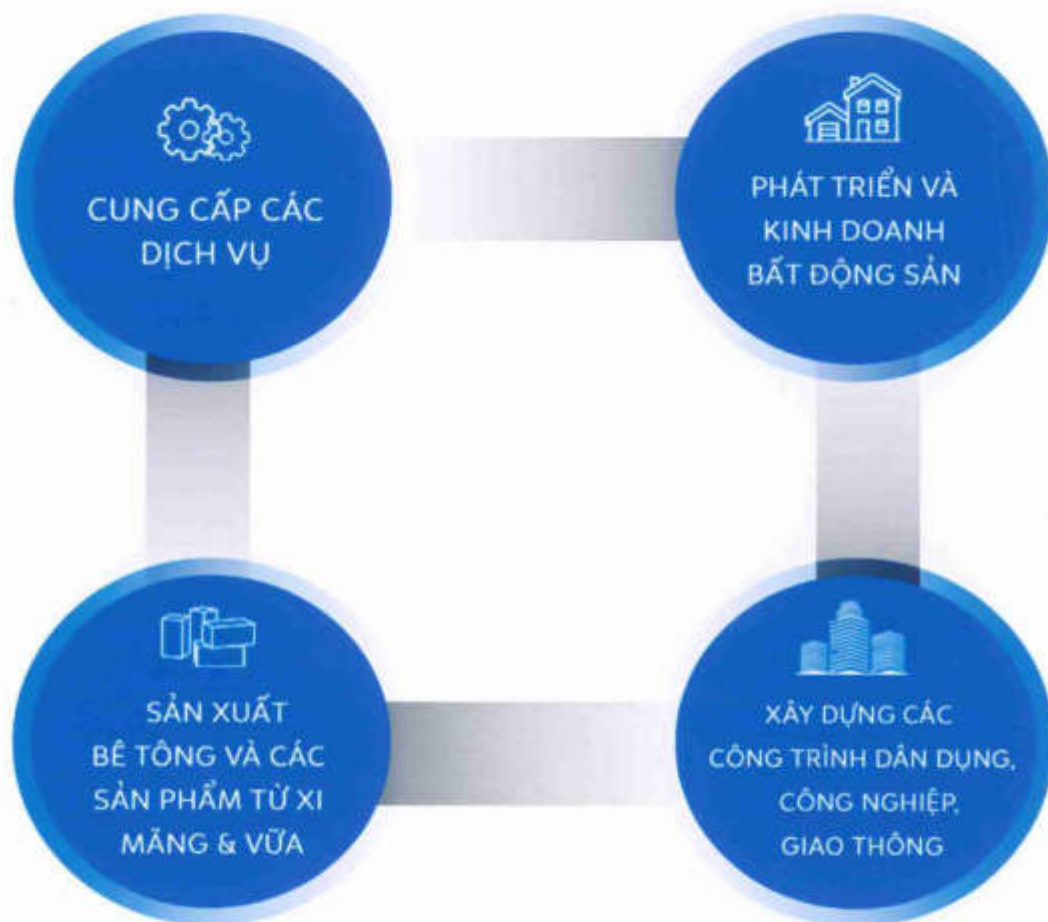 CUNG CẤP CÁC
DỊCH VỤ
PHÁT TRIỂN VÀ
KINH DOANH
BẤT ĐỘNG SẢN
SẢN XUẤT
BÊ TÔNG VÀ CÁC
SẢN PHẨM TỪ XI
MĂNG & VỮA
XÂY DỰNG CÁC
CÔNG TRÌNH DÂN DỤNG,
CÔNG NGHIỆP,
GIAO THÔNG